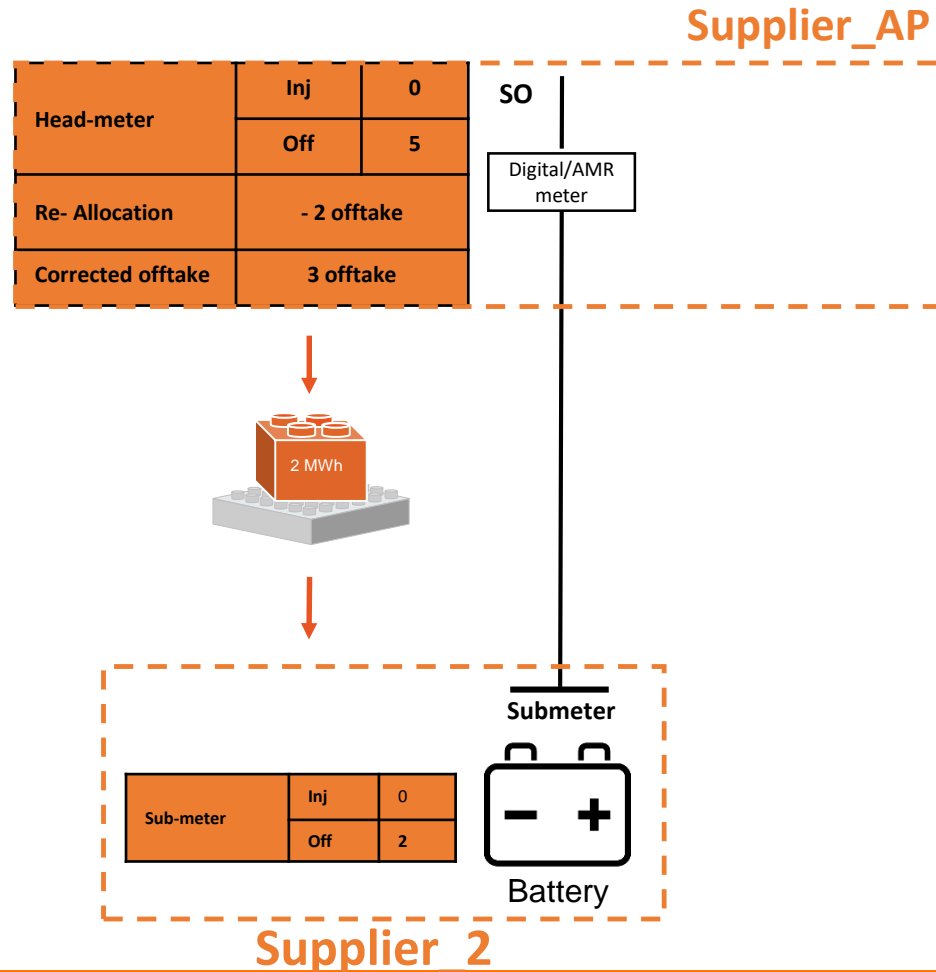 Supplier_AP
Head-meter
Inj
0
Off
5
Re- Allocation
- 2 offtake
Corrected offtake
3 offtake
SO
Digital/AMR
meter
2 MWh
Submeter
Sub-meter
Inj
0
Off
2
Battery
Supplier_2